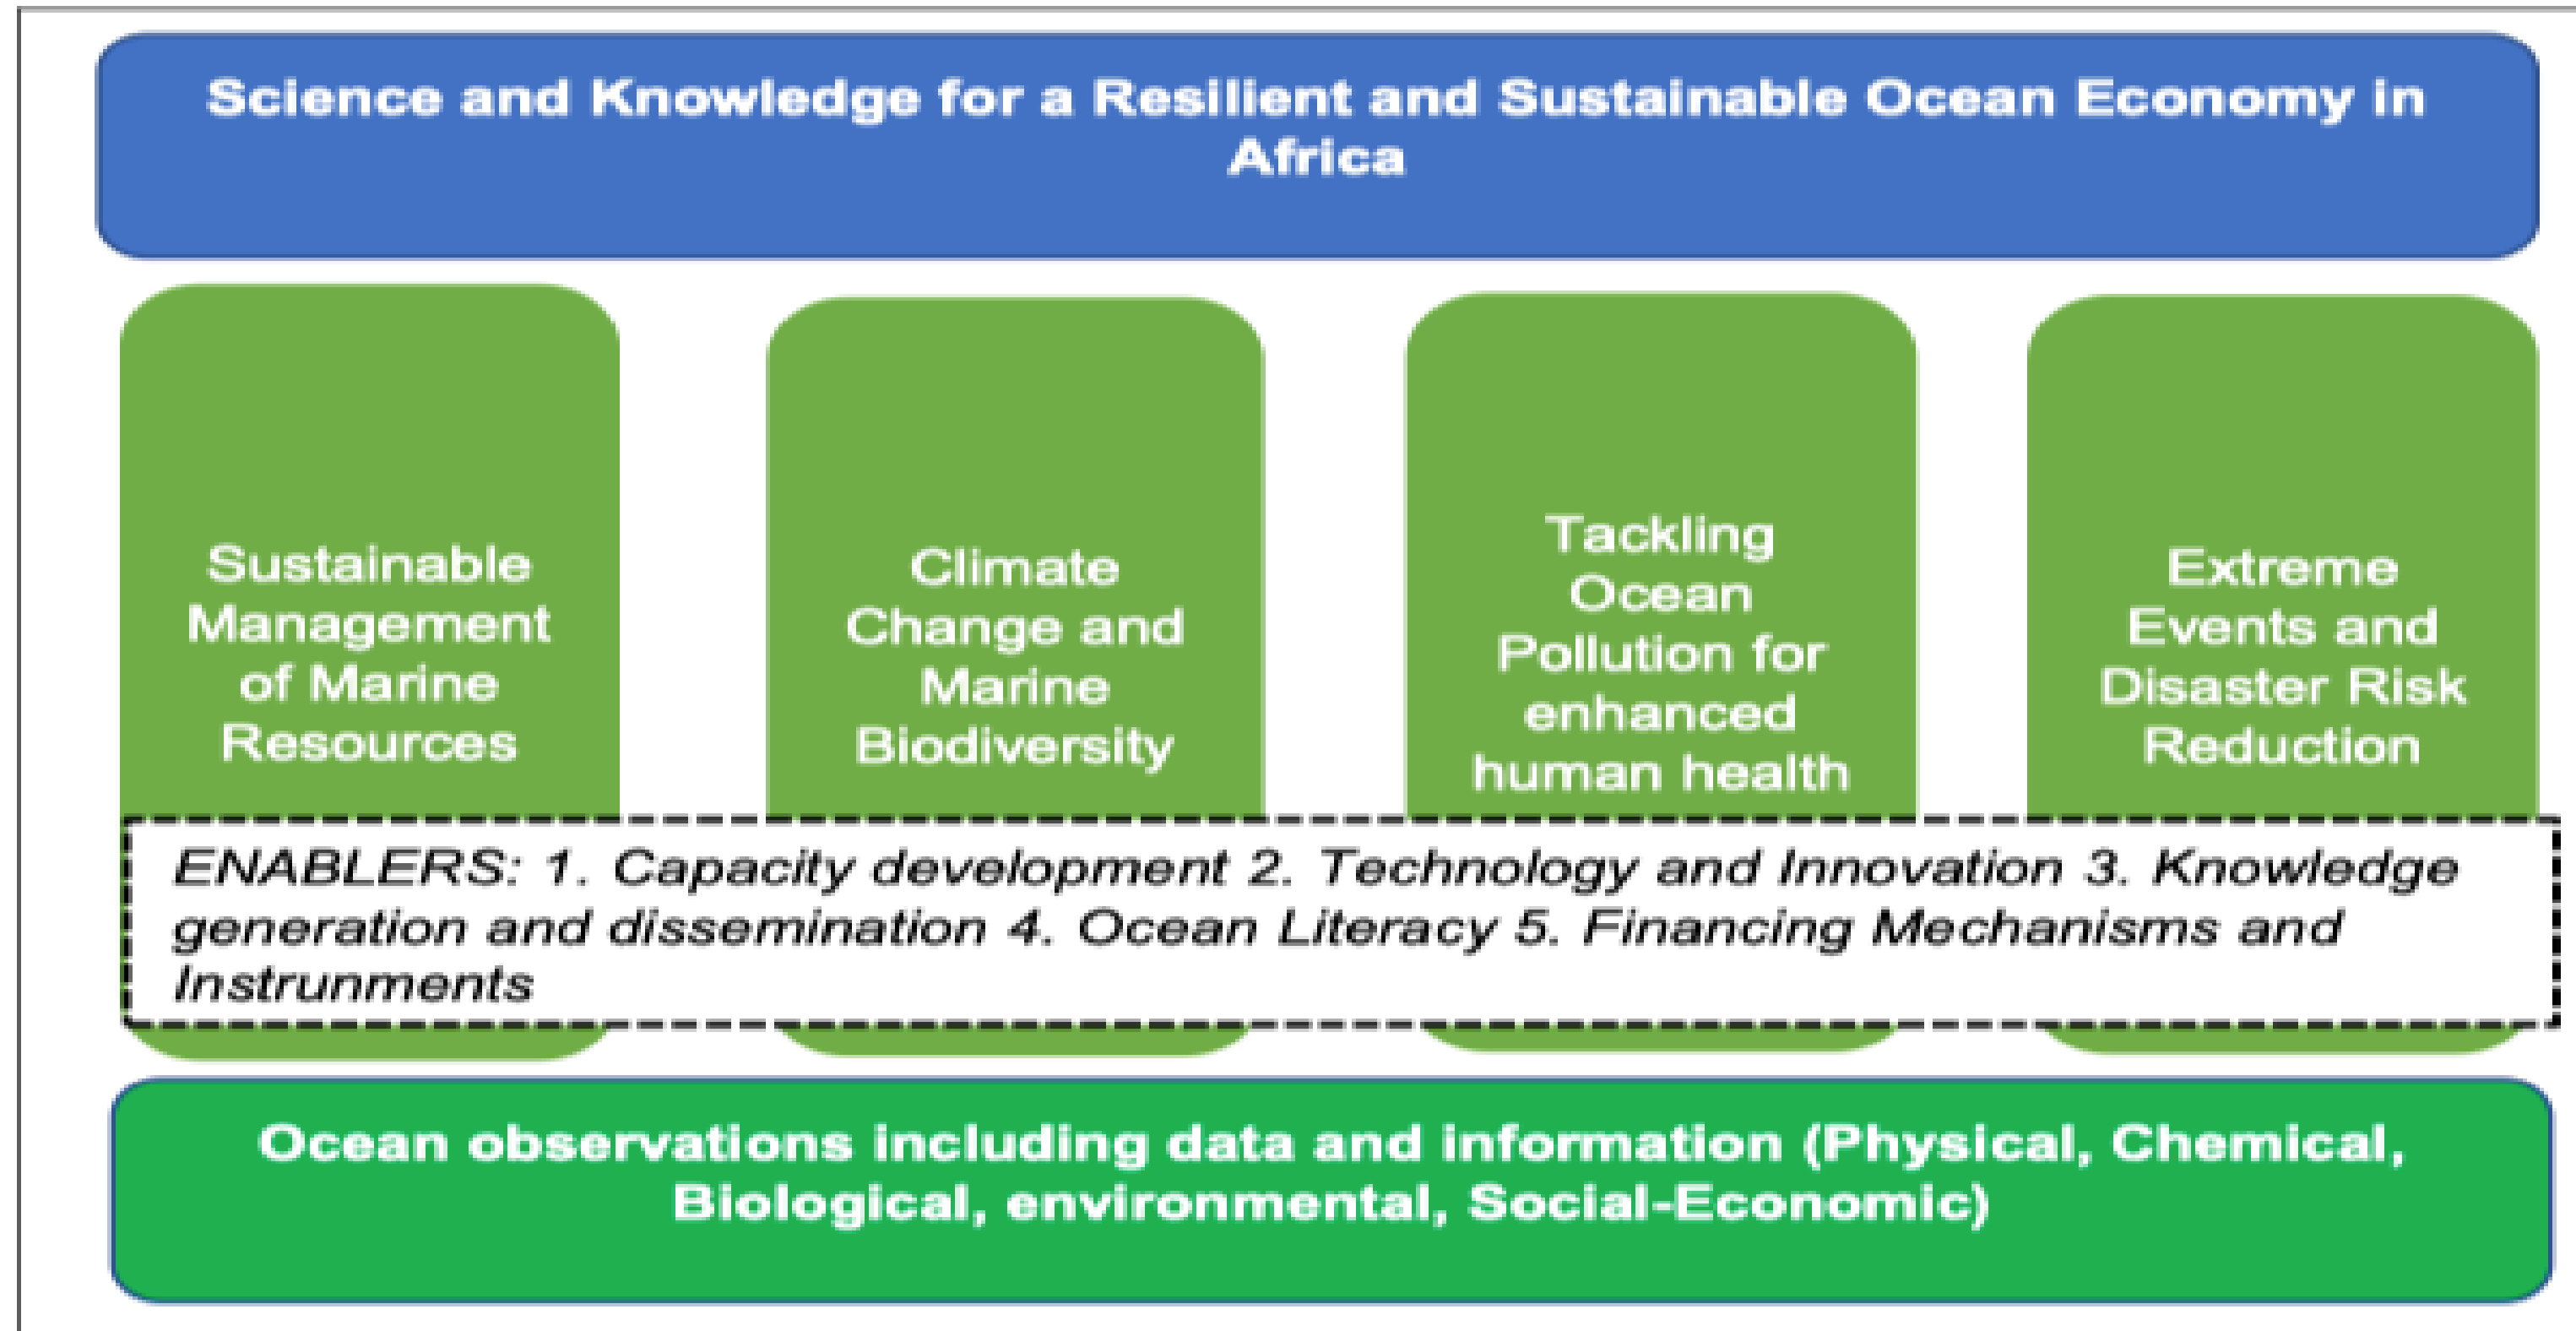 Science and Knowledge for a Resilient and Sustainable Ocean Economy in
Africa
Sustainable
Management
of Marine
Resources
Climate
Change and
Marine
Biodiversity
Tackling
Ocean
Pollution for
enhanced
human health
Extreme
Events and
Disaster Risk
Reduction
ENABLERS: 1. Capacity development 2. Technology and Innovation 3. Knowledge
generation and dissemination 4. Ocean Literacy 5. Financing Mechanisms and
Instrunments
Ocean observations including data and information (Physical, Chemical,
Biological, environmental, Social-Economic)